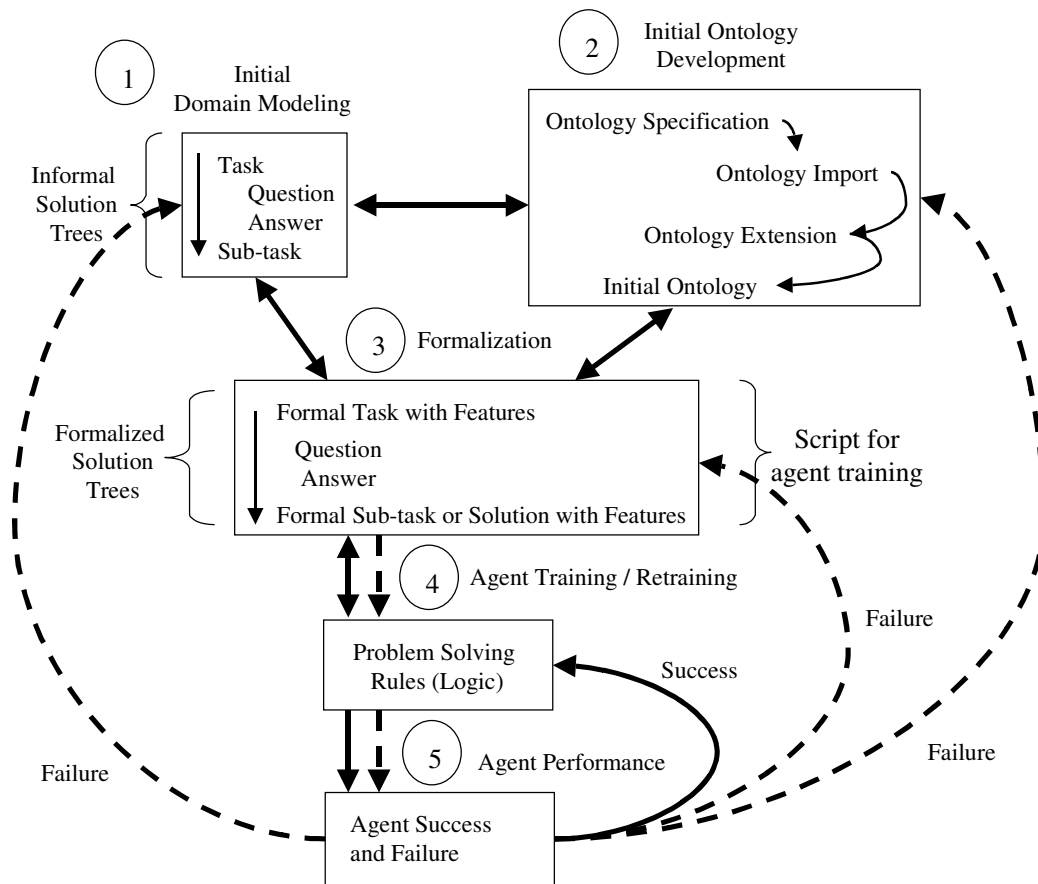 1
Initial
Domain Modeling
Informal
Solution
Trees
Task
Question
Answer
Sub-task
2
Initial Ontology
Development
Ontology Specification
Ontology Import
Ontology Extension
Initial Ontology
3
Formalization
Formalized
Solution
Trees
Formal Task with Features
Question
Answer
Formal Sub-task or Solution with Features
Script for
agent training
4
Agent Training / Retraining
Problem Solving
Rules (Logic)
Success
Failure
Failure
Failure
5
Agent Performance
Agent Success
and Failure